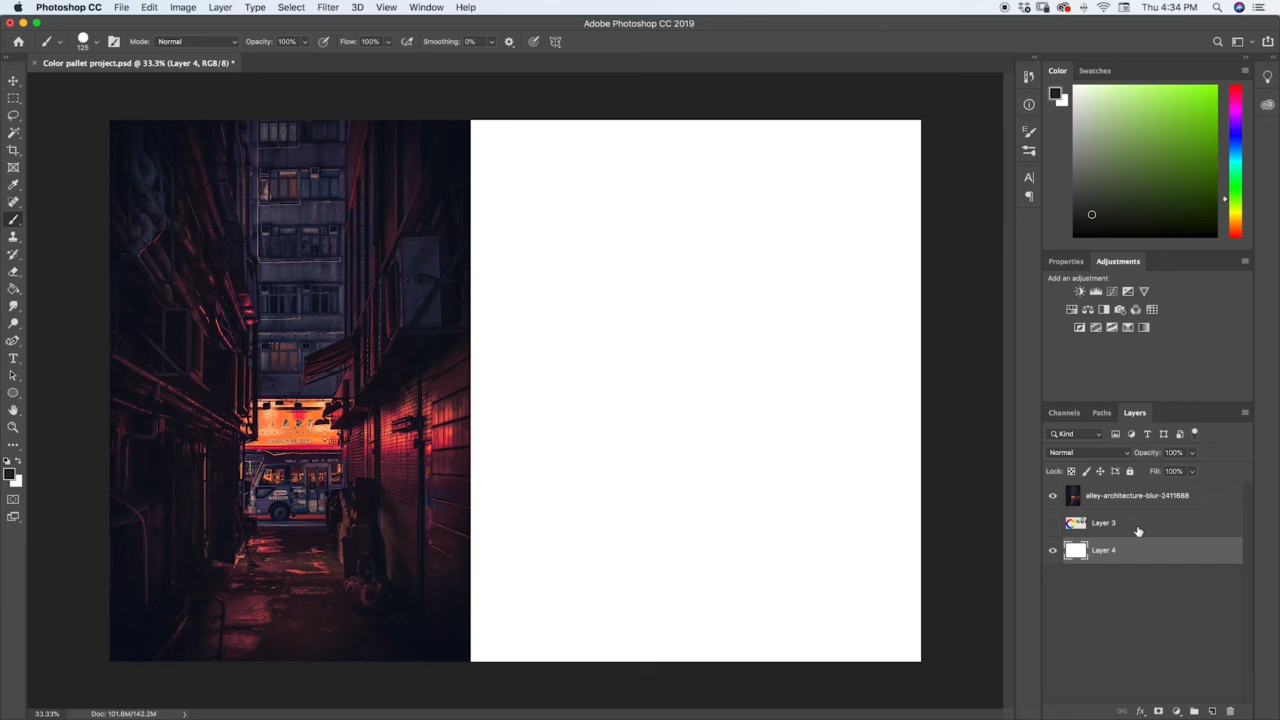 Photoshop CC File Edit Image Layer Type Select Filter 3D View Window Help Thu 4:34 PM
Adobe Photoshop CC 2019
125 Mode: Normal Opacity: 100% Flow: 100% Smoothing: 0%
Color pallet project.psd @ 33.3% (Layer 4, RGB/8) *
Color Swatches
Properties Adjustments
Add an adjustment
Channels Paths Layers
Kind
Normal Opacity: 100%
Lock: Fill: 100%
alley-architecture-blur-2411688
Layer 3
Layer 4
33.33% Doc: 101.8M/142.2M